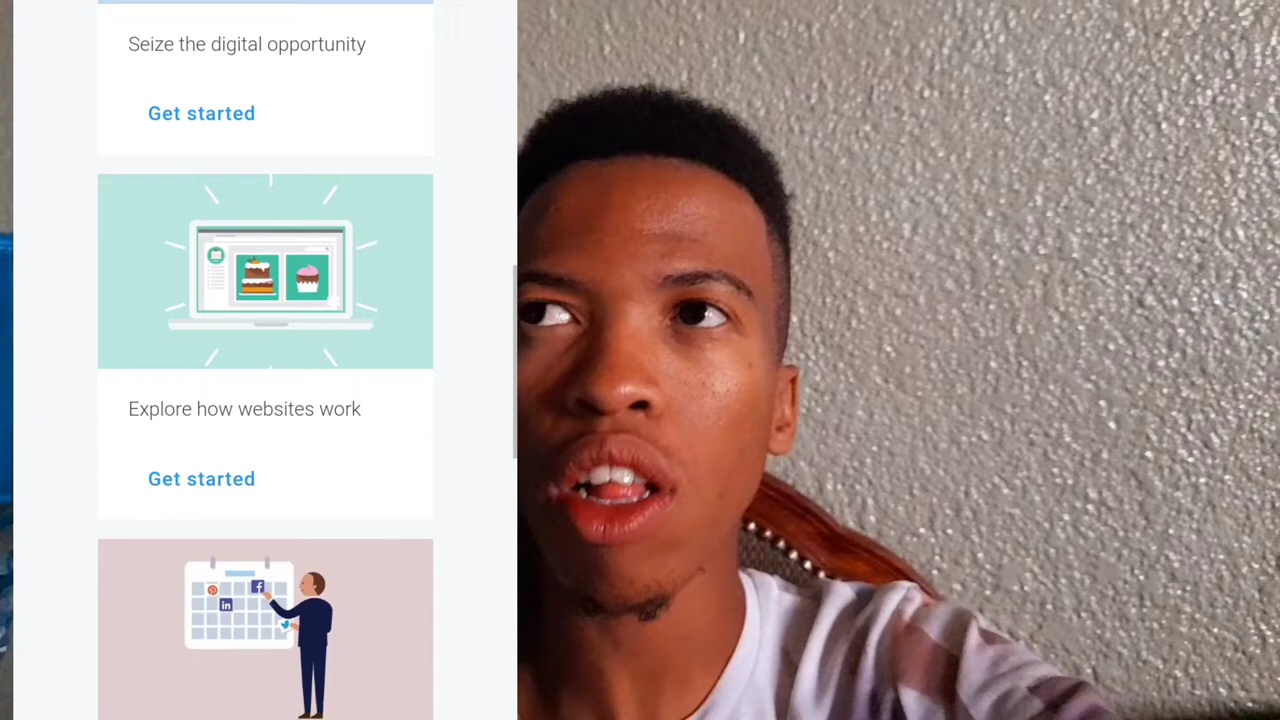 Seize the digital opportunity
Get started
Explore how websites work
Get started